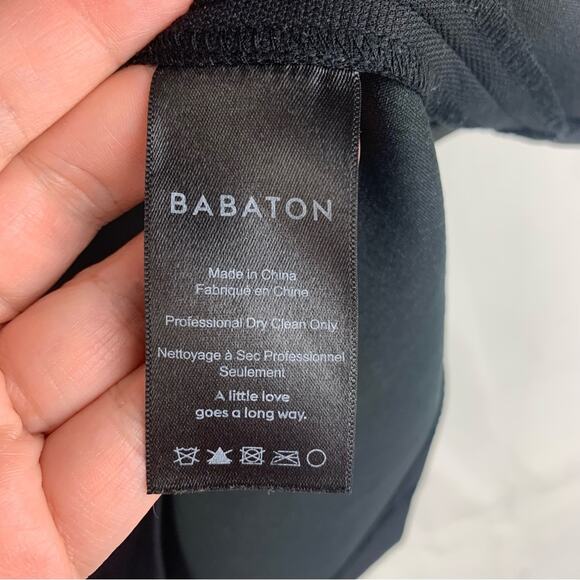 BABATON
Made in China
Fabriqué en Chine
Professional Dry Clean Only
Nettoyage à Sec Professionnel
Seulement
A little love
goes a long way.